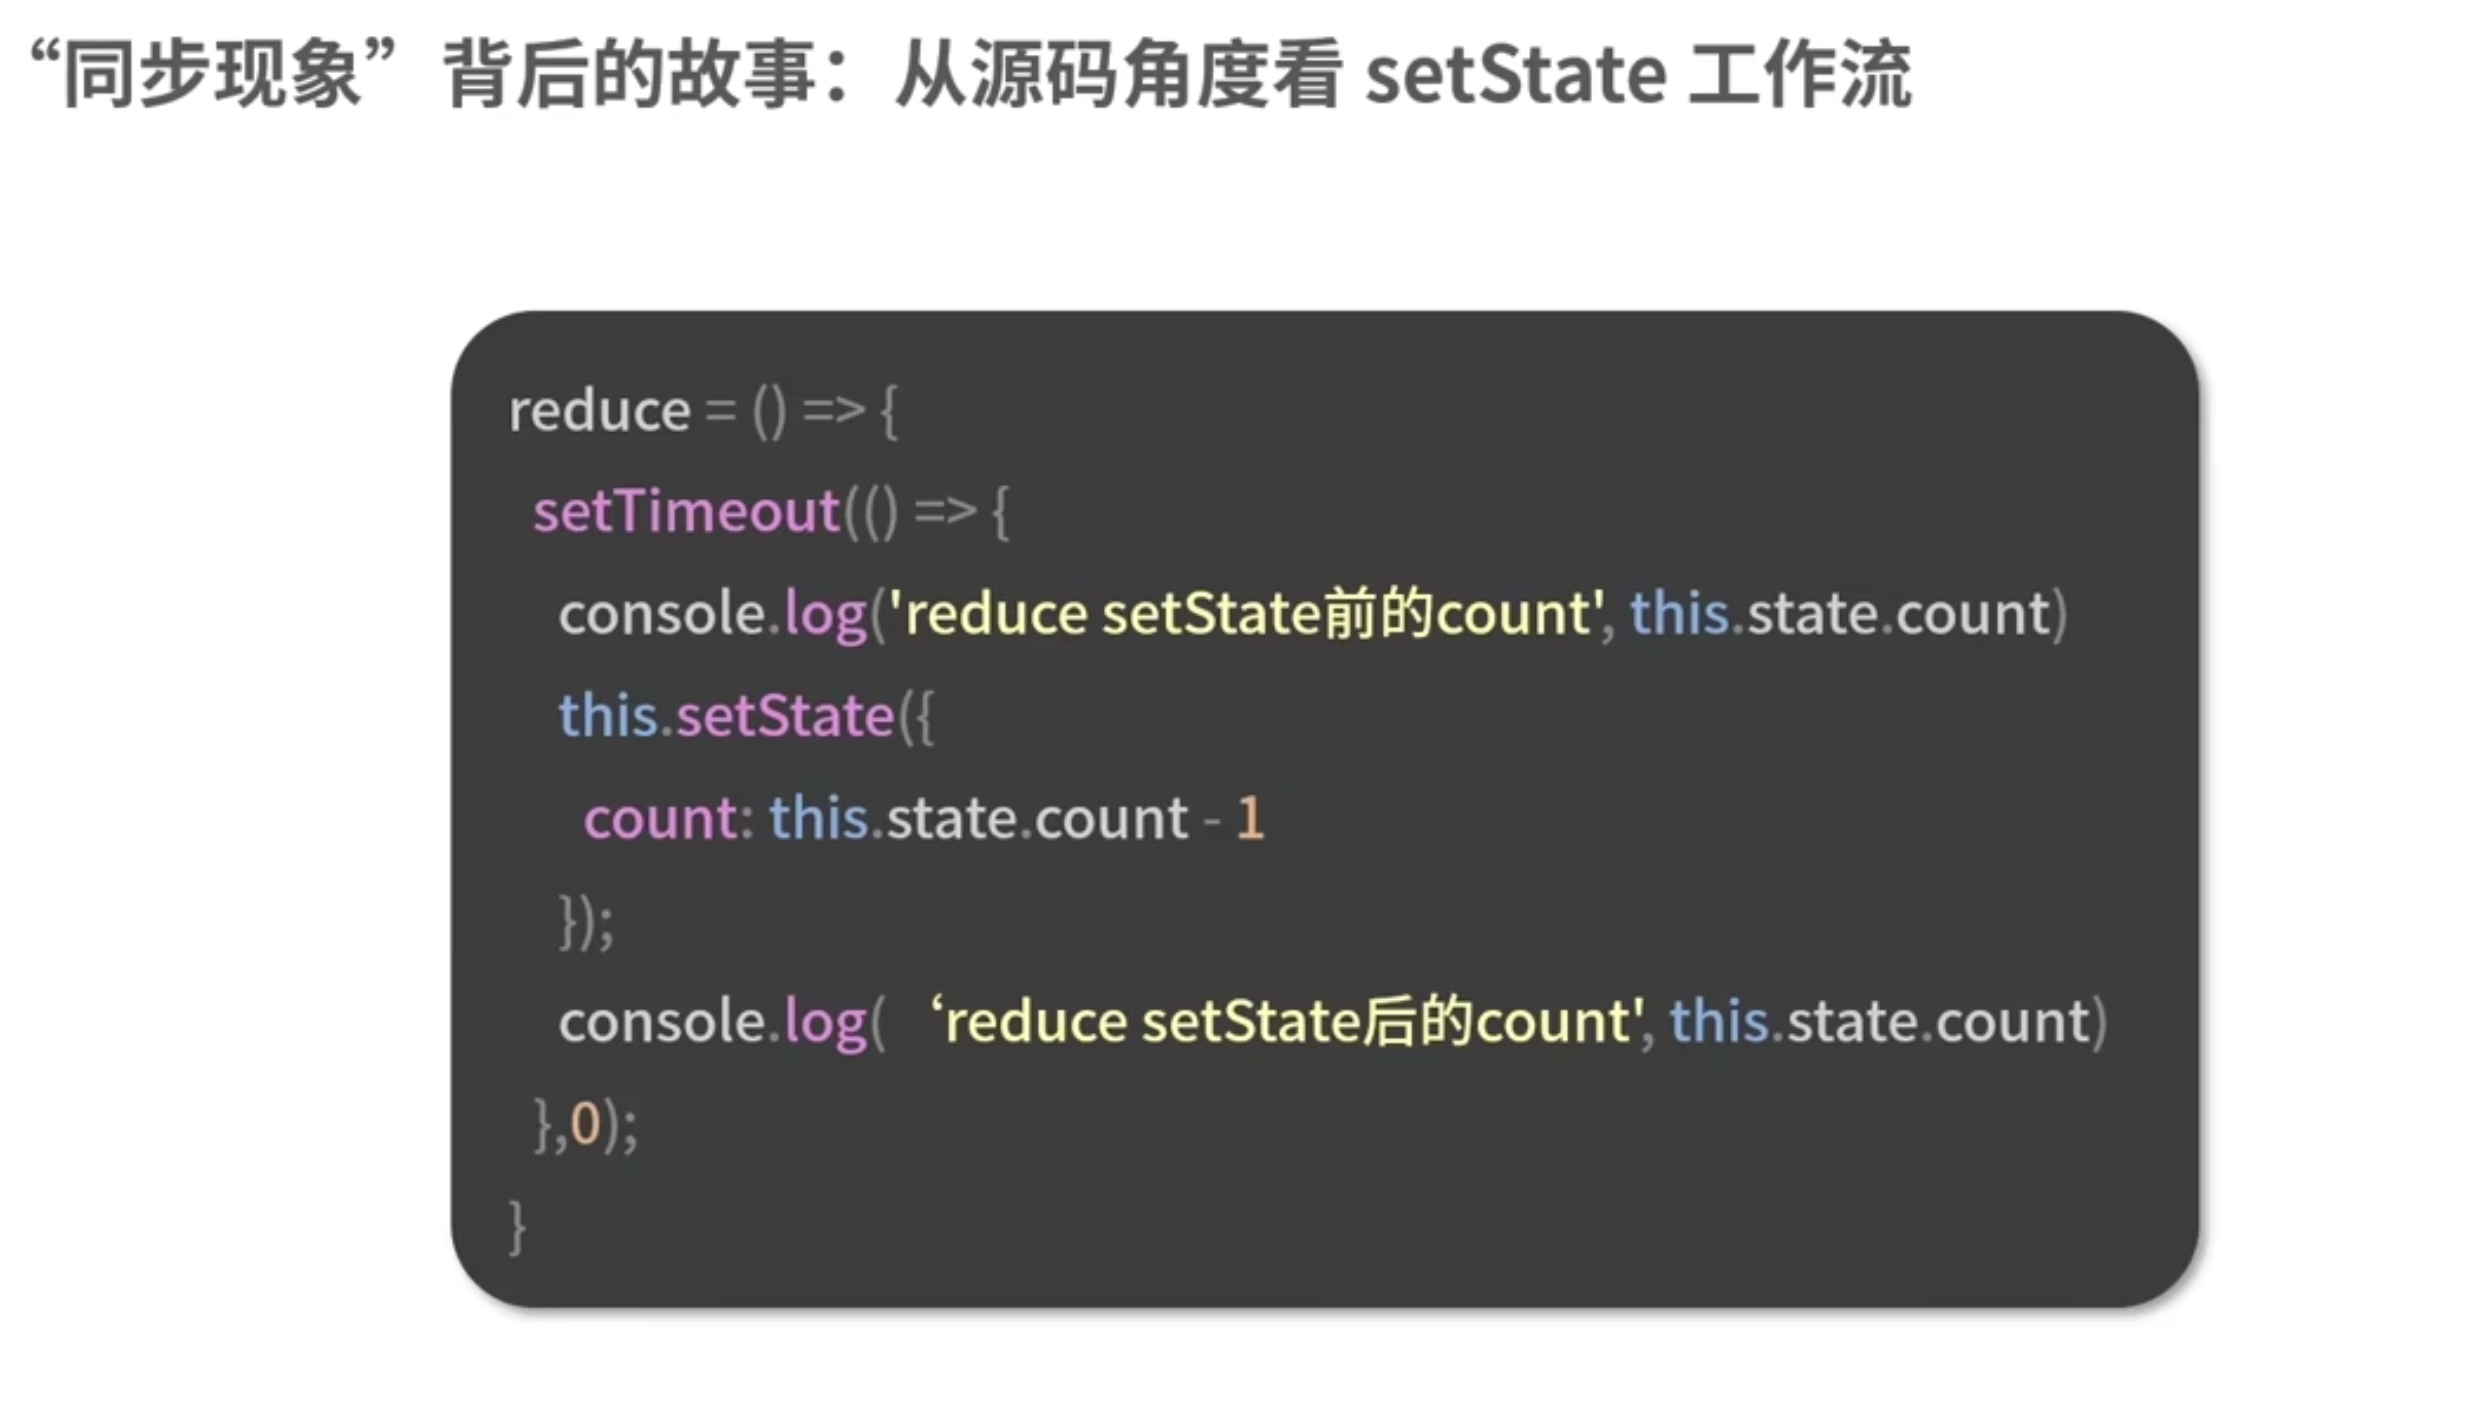 “同步现象”背后的故事：从源码角度看 setState 工作流
reduce = () => {
setTimeout(() => {
console.log('reduce setState前的count', this.state.count)
this.setState({
count: this.state.count - 1
});
console.log( ‘reduce setState后的count', this.state.count)
},0);
}